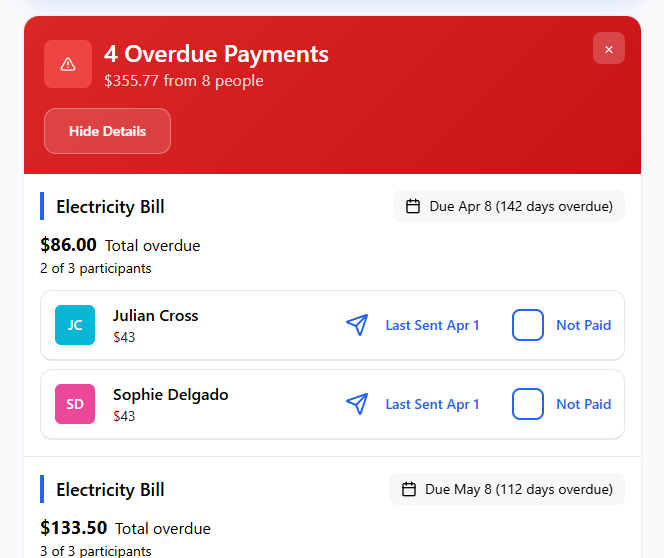 4 Overdue Payments
×
$355.77 from 8 people
Hide Details
Electricity Bill
Due Apr 8 (142 days overdue)
$86.00 Total overdue
2 of 3 participants
JC
Julian Cross
$43
Last Sent Apr 1
Not Paid
SD
Sophie Delgado
$43
Last Sent Apr 1
Not Paid
Electricity Bill
Due May 8 (112 days overdue)
$133.50 Total overdue
3 of 3 participants